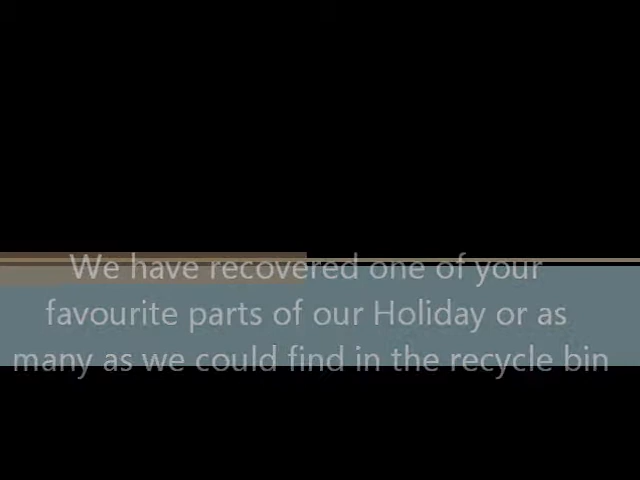 We have recovered one of your
favourite parts of our Holiday or as
many as we could find in the recycle bin